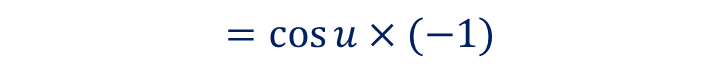 = cos u × (−1)